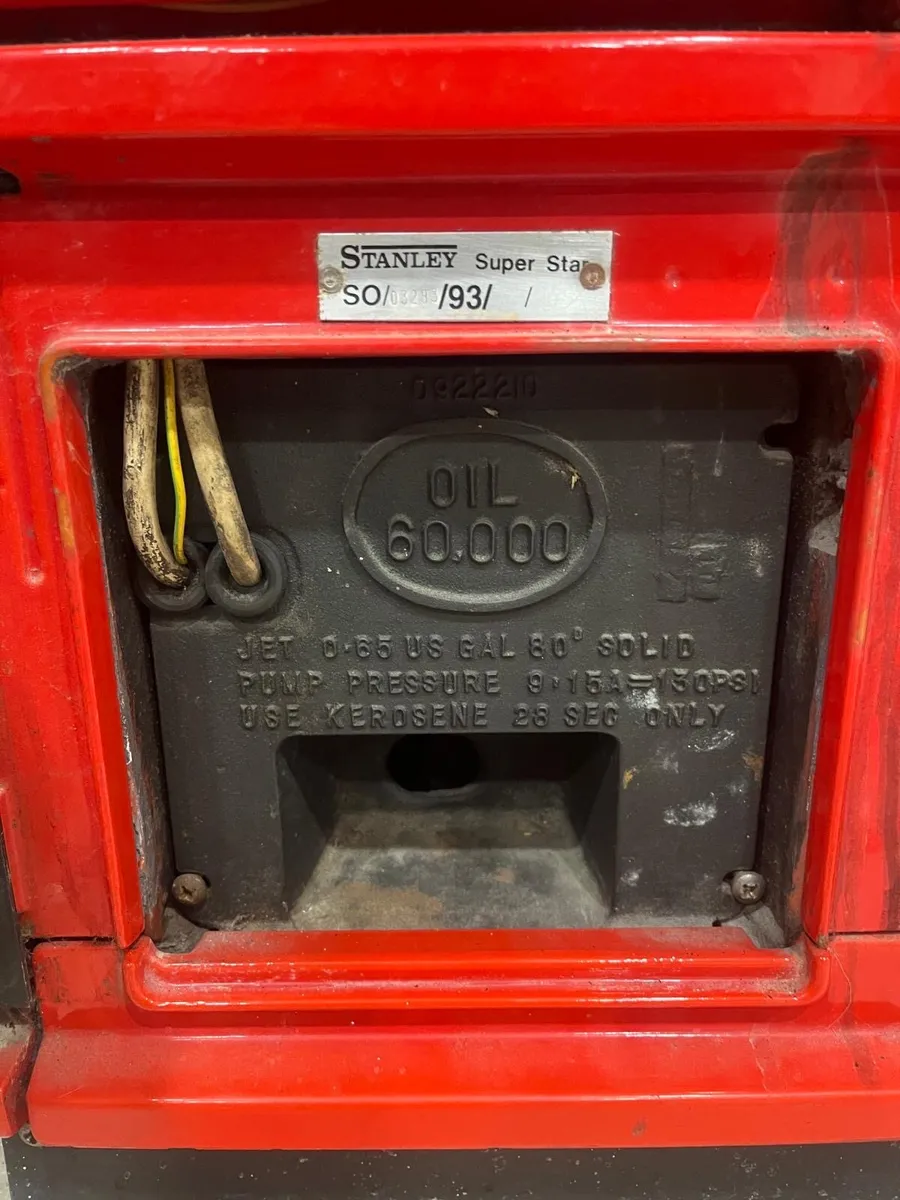 STANLEY Super Star
SO/ /93/ /
0922210
OIL
60.000
JET 0·65 US GAL 80° SOLID
PUMP PRESSURE 9·15A=130PSI
USE KEROSENE 28 SEC ONLY